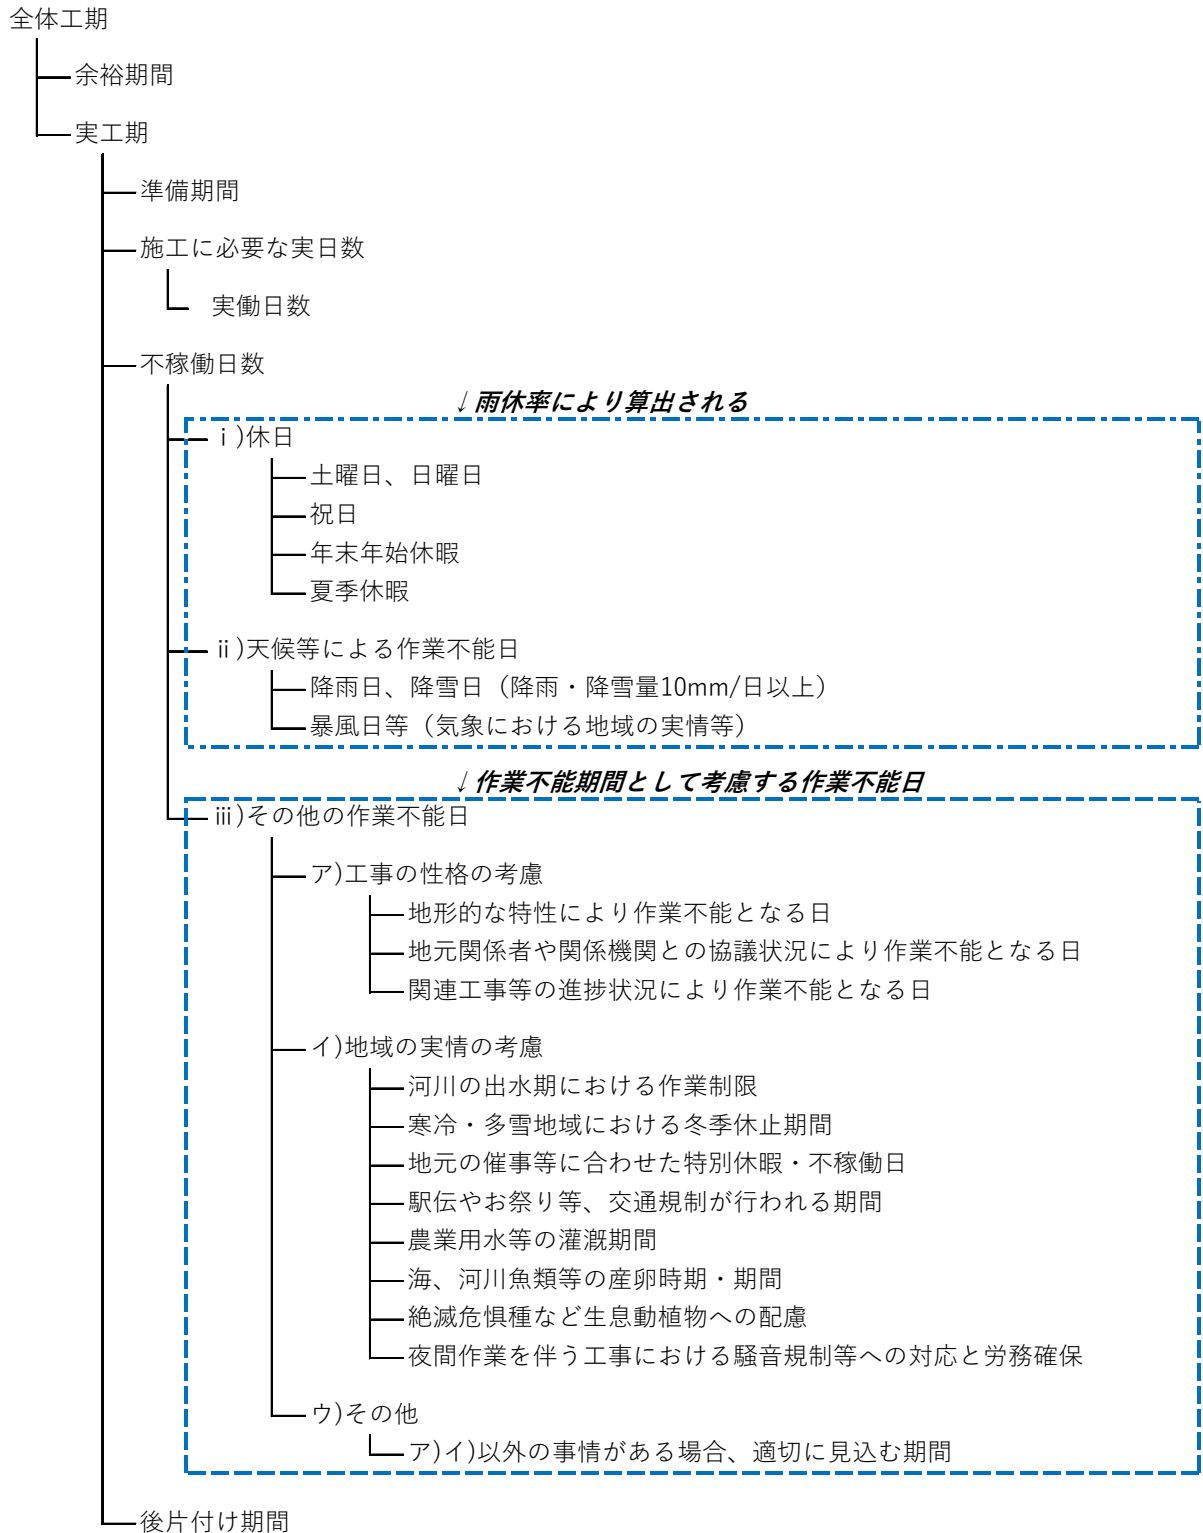 全体工期
余裕期間
実工期
準備期間
施工に必要な実日数
実働日数
不稼働日数
↓雨休率により算出される
ⅰ)休日
土曜日、日曜日
祝日
年末年始休暇
夏季休暇
ⅱ)天候等による作業不能日
降雨日、降雪日（降雨・降雪量10mm/日以上）
暴風日等（気象における地域の実情等）
↓作業不能期間として考慮する作業不能日
ⅲ)その他の作業不能日
ア)工事の性格の考慮
地形的な特性により作業不能となる日
地元関係者や関係機関との協議状況により作業不能となる日
関連工事等の進捗状況により作業不能となる日
イ)地域の実情の考慮
河川の出水期における作業制限
寒冷・多雪地域における冬季休止期間
地元の催事等に合わせた特別休暇・不稼働日
駅伝やお祭り等、交通規制が行われる期間
農業用水等の灌漑期間
海、河川魚類等の産卵時期・期間
絶滅危惧種など生息動植物への配慮
夜間作業を伴う工事における騒音規制等への対応と労務確保
ウ)その他
ア)イ)以外の事情がある場合、適切に見込む期間
後片付け期間